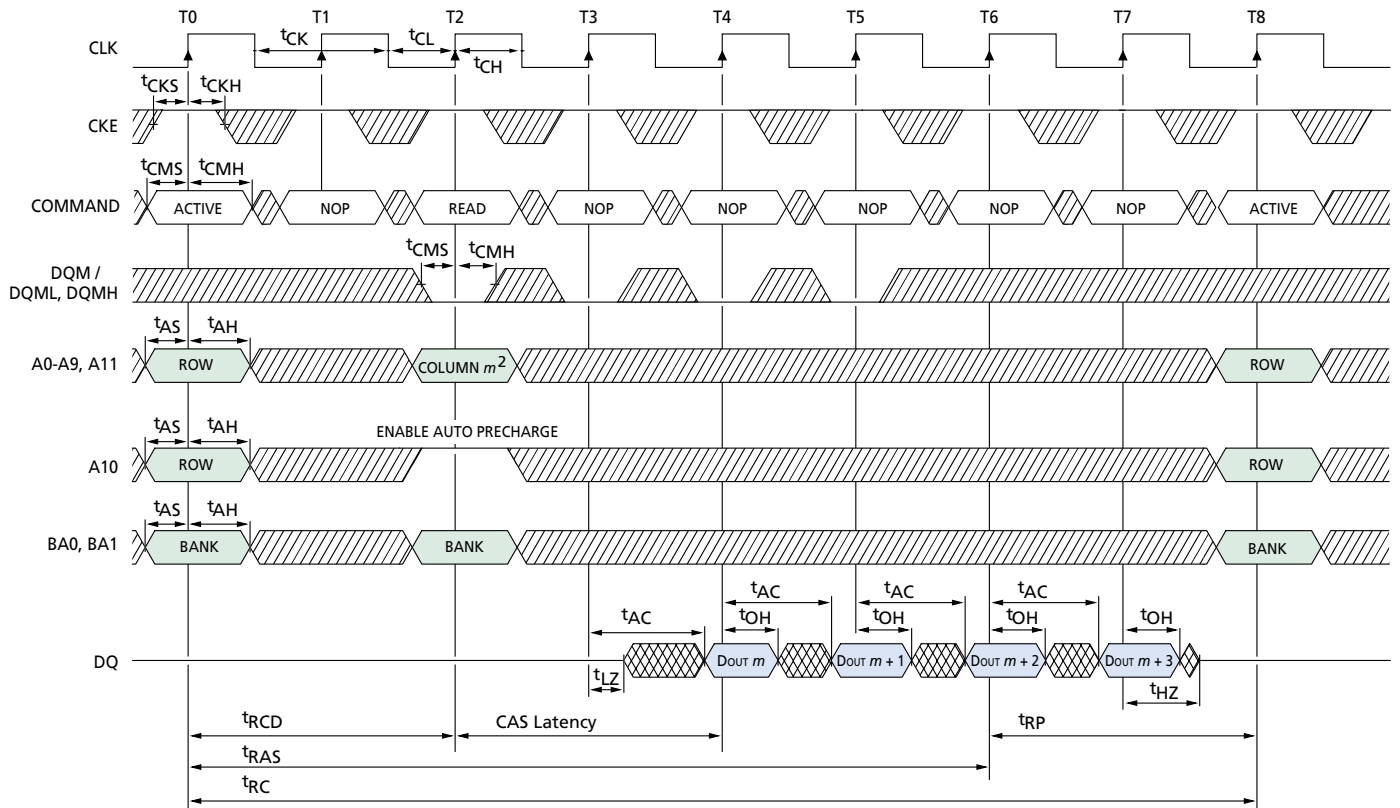 T0 T1 T2 T3 T4 T5 T6 T7 T8
CLK
tCK tCL
tCH
tCKS tCKH
CKE
tCMS tCMH
COMMAND ACTIVE NOP READ NOP NOP NOP NOP NOP ACTIVE
tCMS tCMH
DQM /
DQML, DQMH
tAS tAH
A0-A9, A11 ROW COLUMN m2 ROW
ENABLE AUTO PRECHARGE
tAS tAH
A10 ROW ROW
tAS tAH
BA0, BA1 BANK BANK BANK
tAC tAC tAC tAC
tOH tOH tOH tOH
DQ DOUT m DOUT m + 1 DOUT m + 2 DOUT m + 3
tLZ tHZ
tRCD CAS Latency tRP
tRAS
tRC